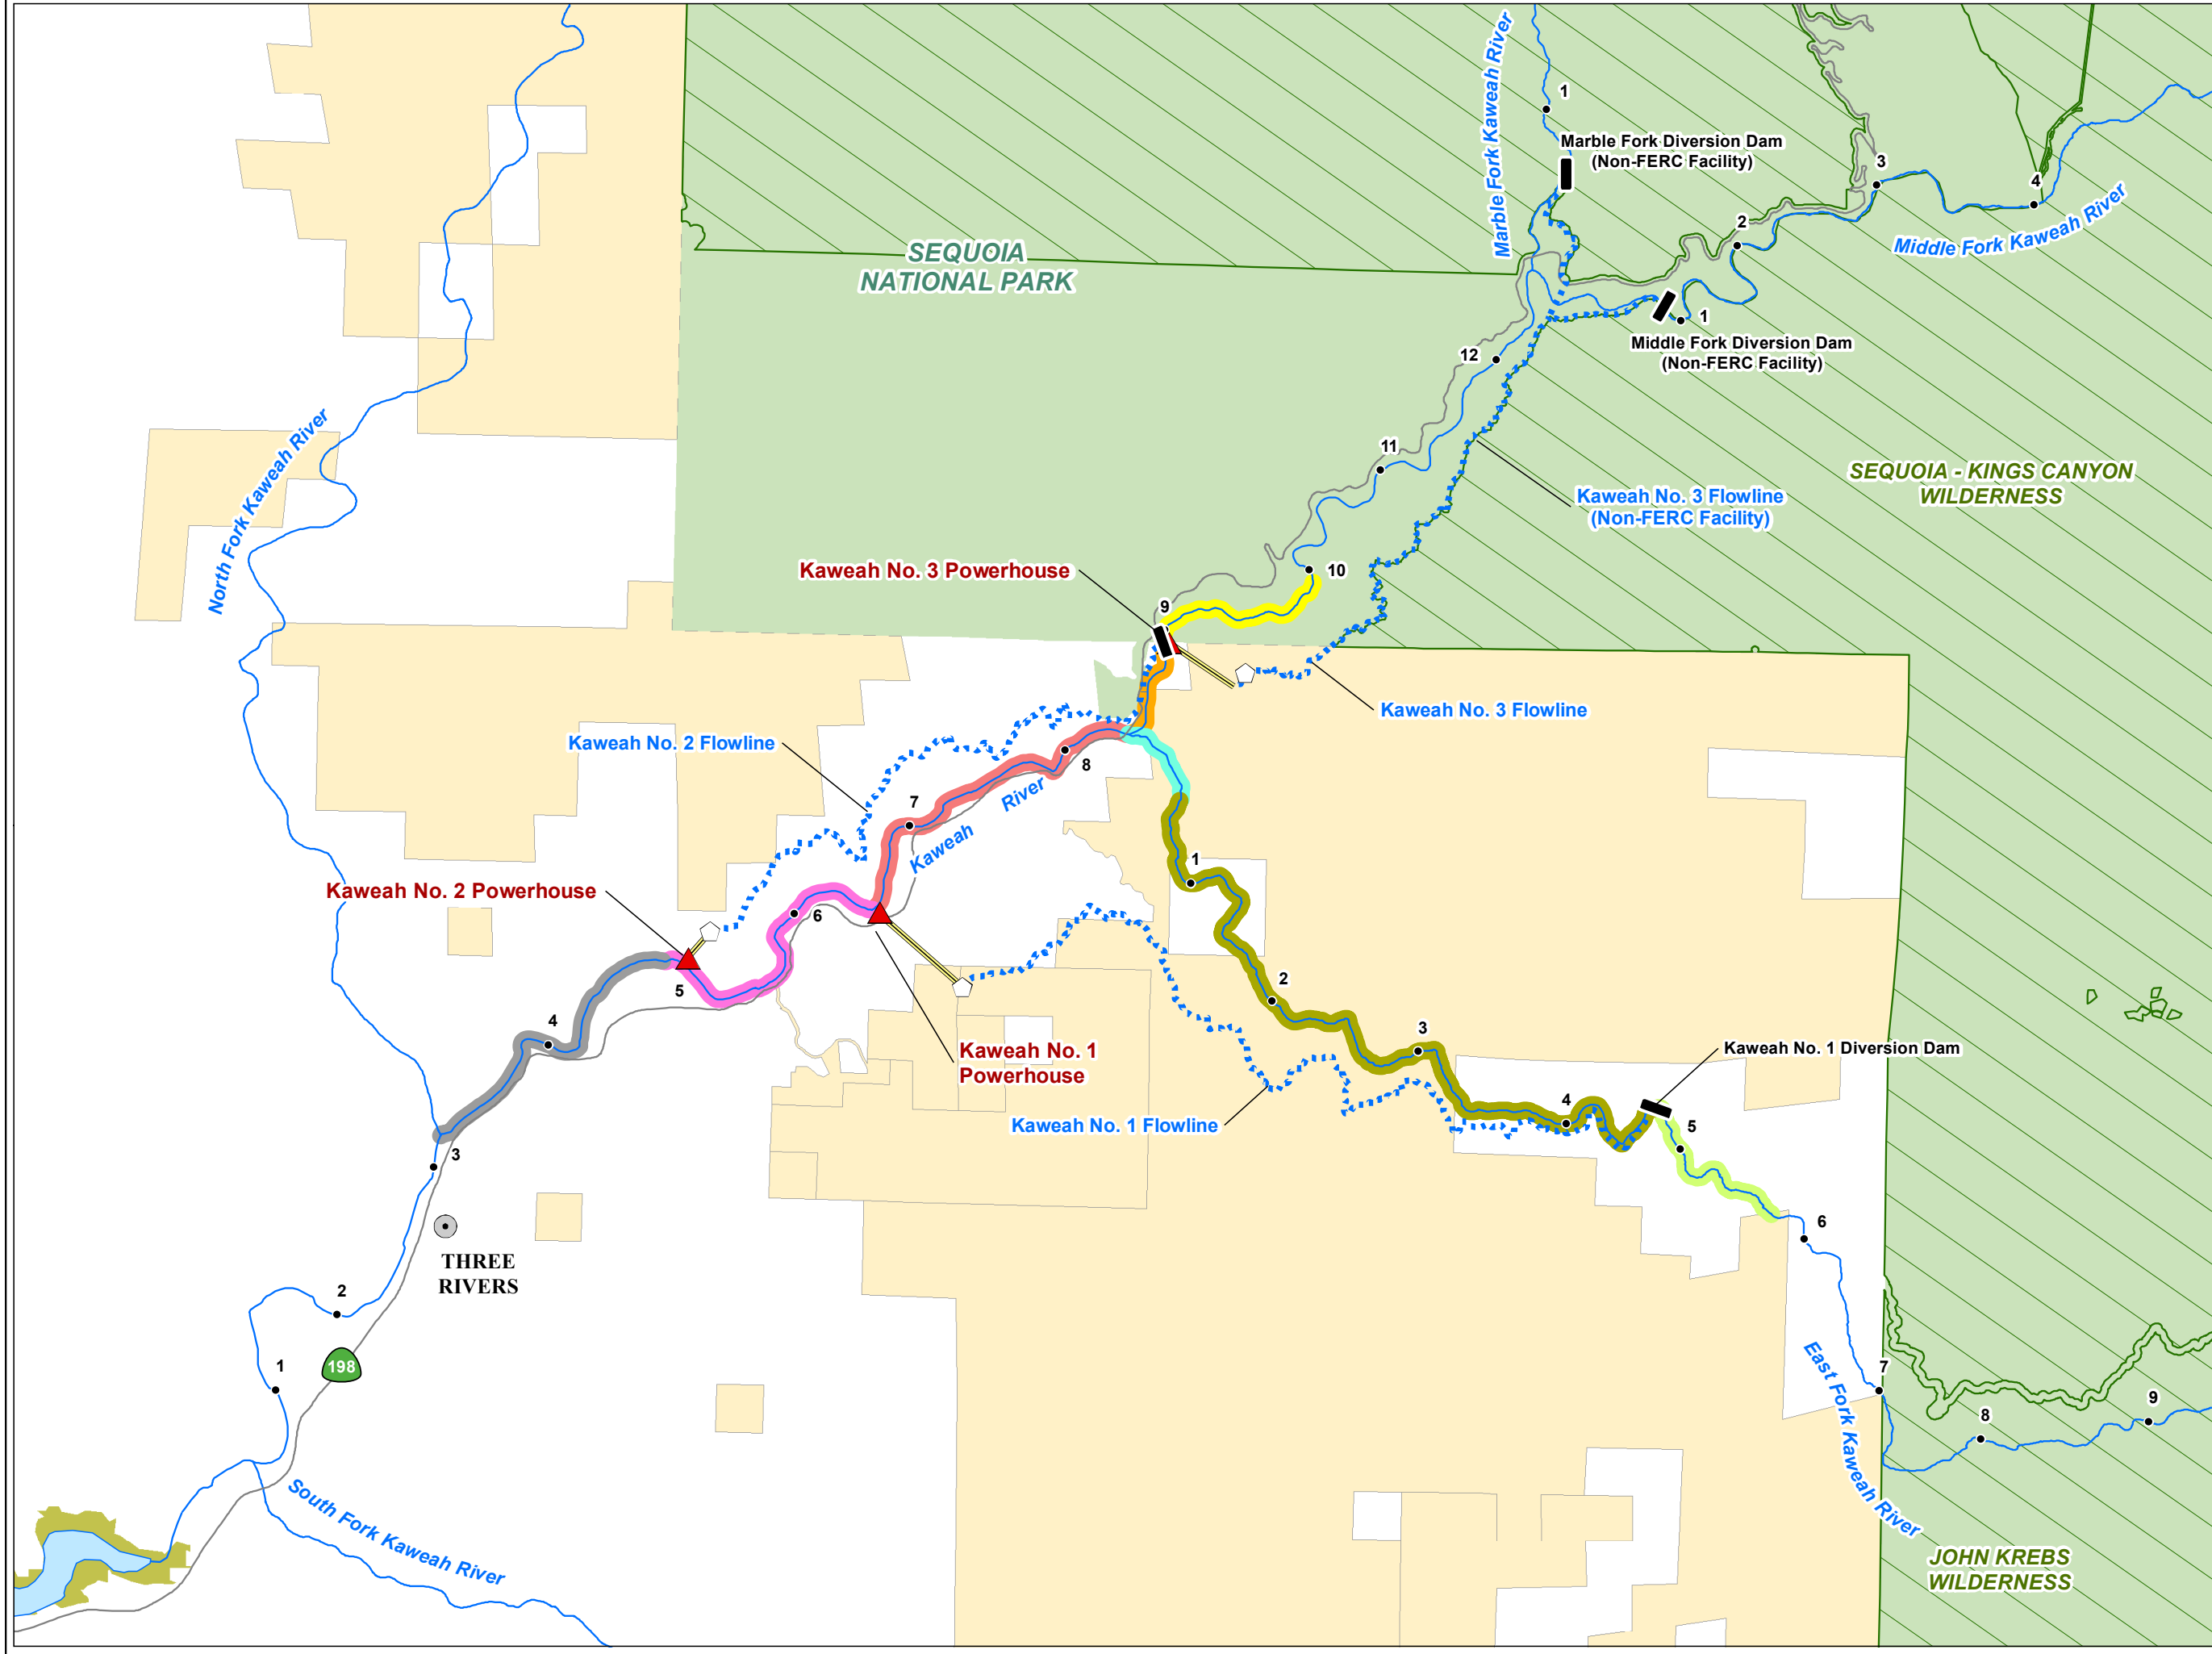 Marble Fork Kaweah River
1
Marble Fork Diversion Dam
(Non-FERC Facility)
3
4
2
Middle Fork Kaweah River
SEQUOIA
NATIONAL PARK
1
Middle Fork Diversion Dam
(Non-FERC Facility)
12
North Fork Kaweah River
11
SEQUOIA - KINGS CANYON
WILDERNESS
Kaweah No. 3 Flowline
(Non-FERC Facility)
Kaweah No. 3 Powerhouse
10
9
Kaweah No. 3 Flowline
Kaweah No. 2 Flowline
8
7
Kaweah River
1
Kaweah No. 2 Powerhouse
6
5
2
4
3
Kaweah No. 1
Powerhouse
Kaweah No. 1 Diversion Dam
4
Kaweah No. 1 Flowline
5
3
6
THREE
RIVERS
2
1
198
7
East Fork Kaweah River
9
8
South Fork Kaweah River
JOHN KREBS
WILDERNESS